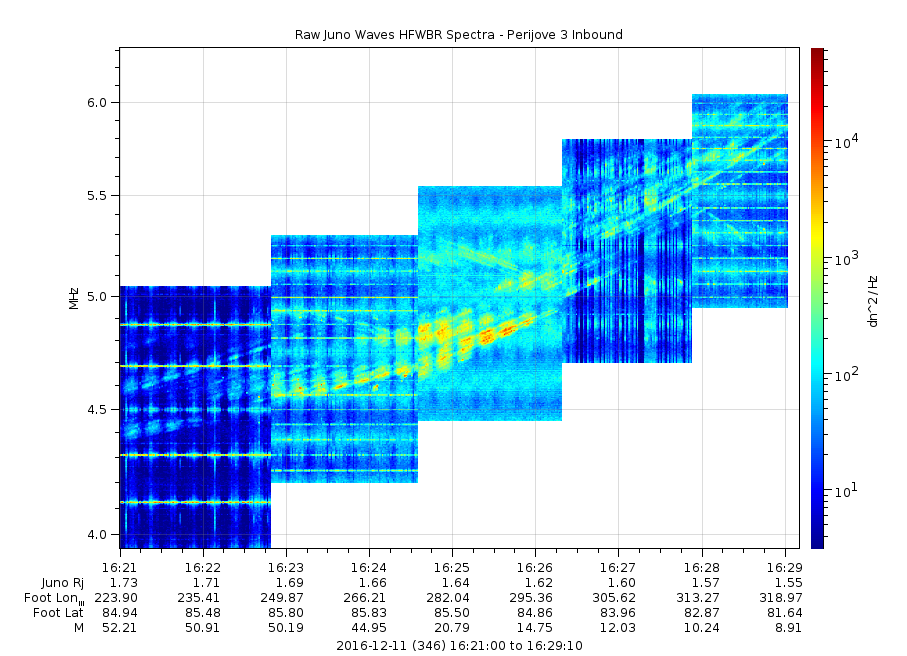 Raw Juno Waves HFWBR Spectra - Perijove 3 Inbound
6.0
5.5
5.0
4.5
4.0
MHz
10^4
10^3
10^2
10^1
dn^2 / Hz
16:21 16:22 16:23 16:24 16:25 16:26 16:27 16:28 16:29
Juno Rj 1.73 1.71 1.69 1.66 1.64 1.62 1.60 1.57 1.55
Foot Lon_III 223.90 235.41 249.87 266.21 282.04 295.36 305.62 313.27 318.97
Foot Lat 84.94 85.48 85.80 85.83 85.50 84.86 83.96 82.87 81.64
M 52.21 50.91 50.19 44.95 20.79 14.75 12.03 10.24 8.91
2016-12-11 (346) 16:21:00 to 16:29:10